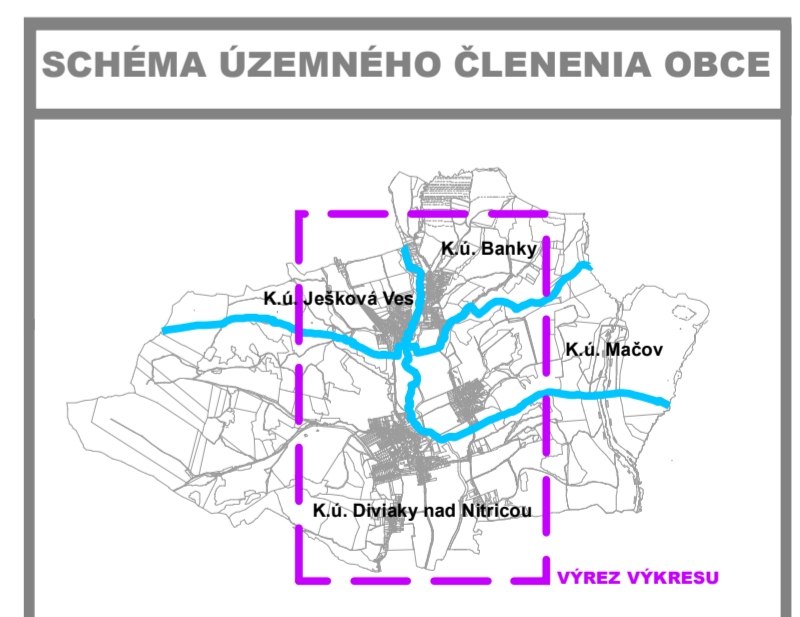 SCHÉMA ÚZEMNÉHO ČLENENIA OBCE
K.ú. Banky
K.ú. Ješková Ves
K.ú. Mačov
K.ú. Diviaky nad Nitricou
VÝREZ VÝKRESU